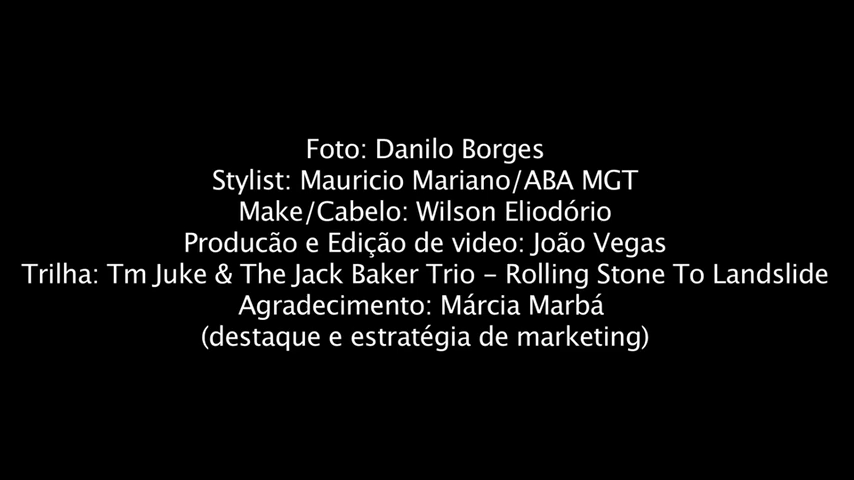 Foto: Danilo Borges
Stylist: Mauricio Mariano/ABA MGT
Make/Cabelo: Wilson Eliodório
Producão e Edição de video: João Vegas
Trilha: Tm Juke & The Jack Baker Trio - Rolling Stone To Landslide
Agradecimento: Márcia Marbá
(destaque e estratégia de marketing)